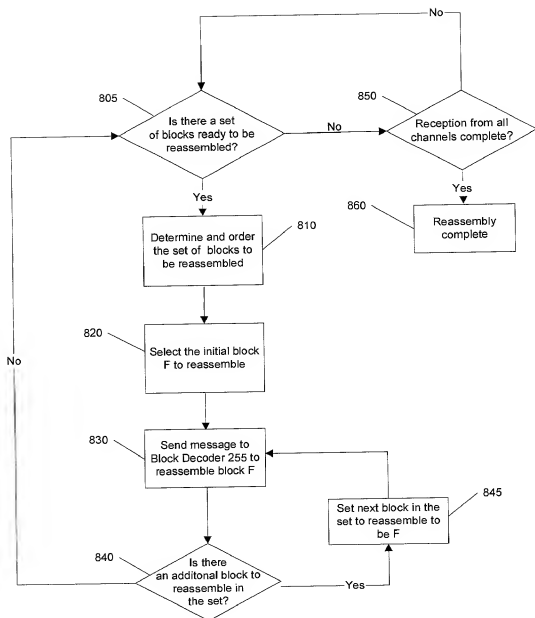 No
805
850
Is there a set
of blocks ready to be
reassembled?
No
Reception from all
channels complete?
Yes
Yes
860
Reassembly
complete
810
Determine and order
the set of blocks to
be reassembled
820
Select the initial block
F to reassemble
No
830
Send message to
Block Decoder 255 to
reassemble block F
845
Set next block in the
set to reassemble to
be F
840
Is there
an additonal block to
reassemble in
the set?
Yes